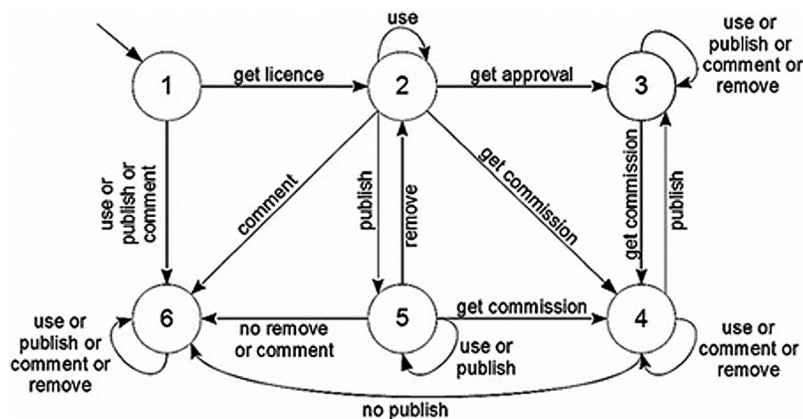 use
use or
publish or
comment or
remove
1
get licence
2
get approval
3
use or
publish or
comment
comment
publish
remove
get commission
get commission
publish
use or
publish or
comment or
remove
6
no remove
or comment
5
get commission
4
use or
publish
use or
comment or
remove
no publish